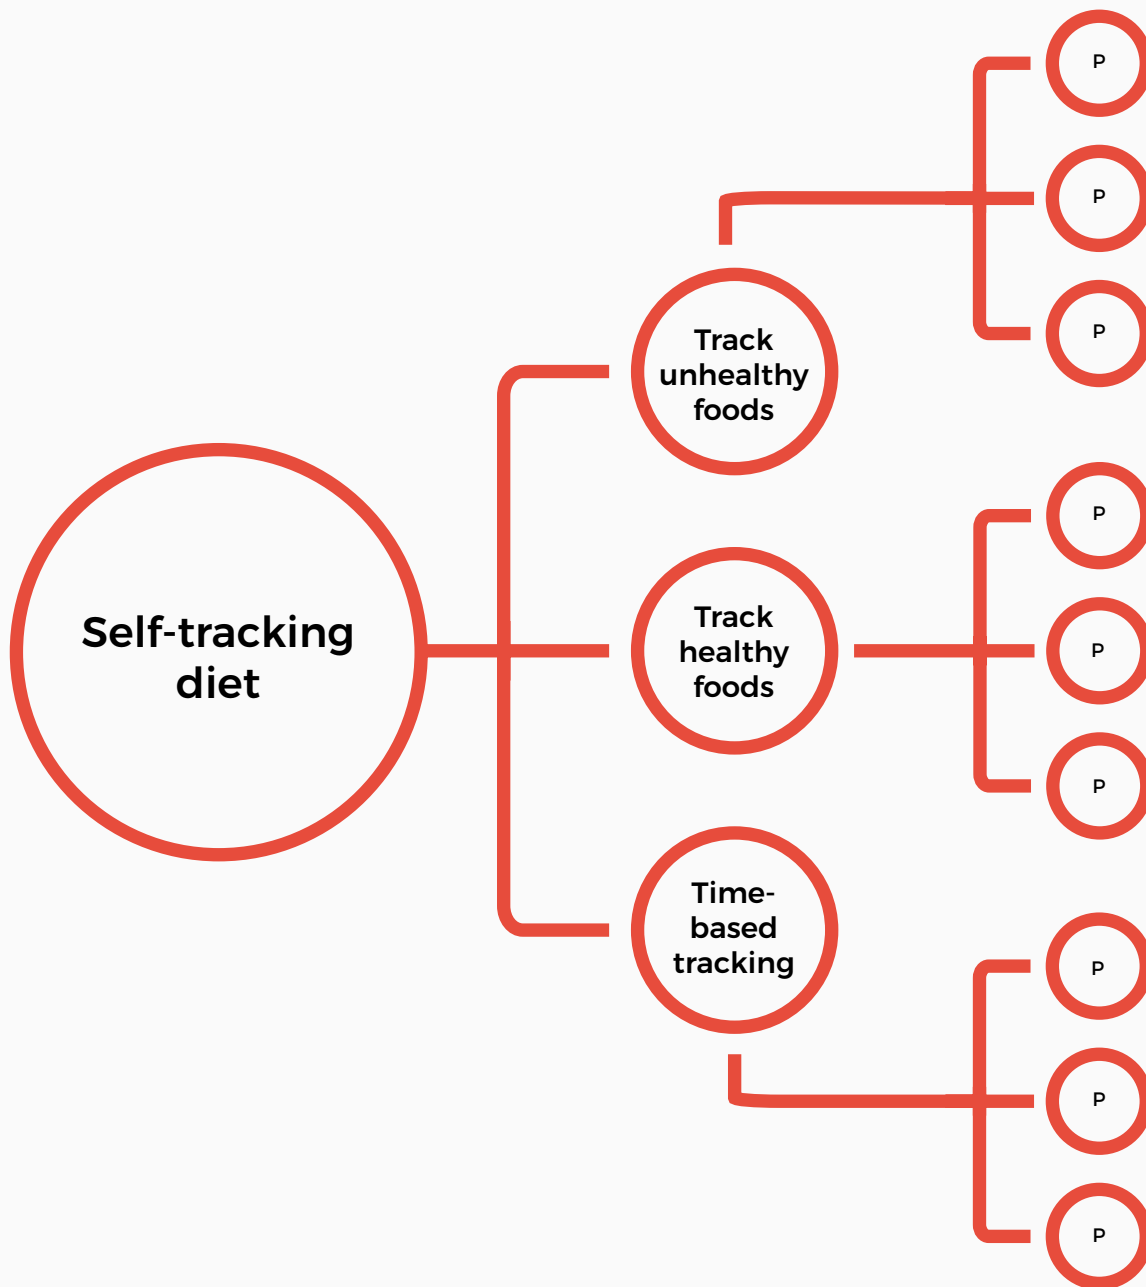 P
P
P
Track
unhealthy
foods
P
Track
healthy
foods
P
P
Self-tracking
diet
Time-
based
tracking
P
P
P